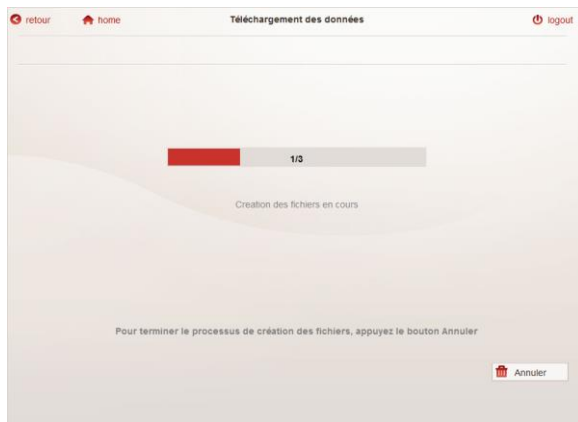 retour home Téléchargement des données logout
1/3
Creation des fichiers en cours
Pour terminer le processus de création des fichiers, appuyez le bouton Annuler
Annuler